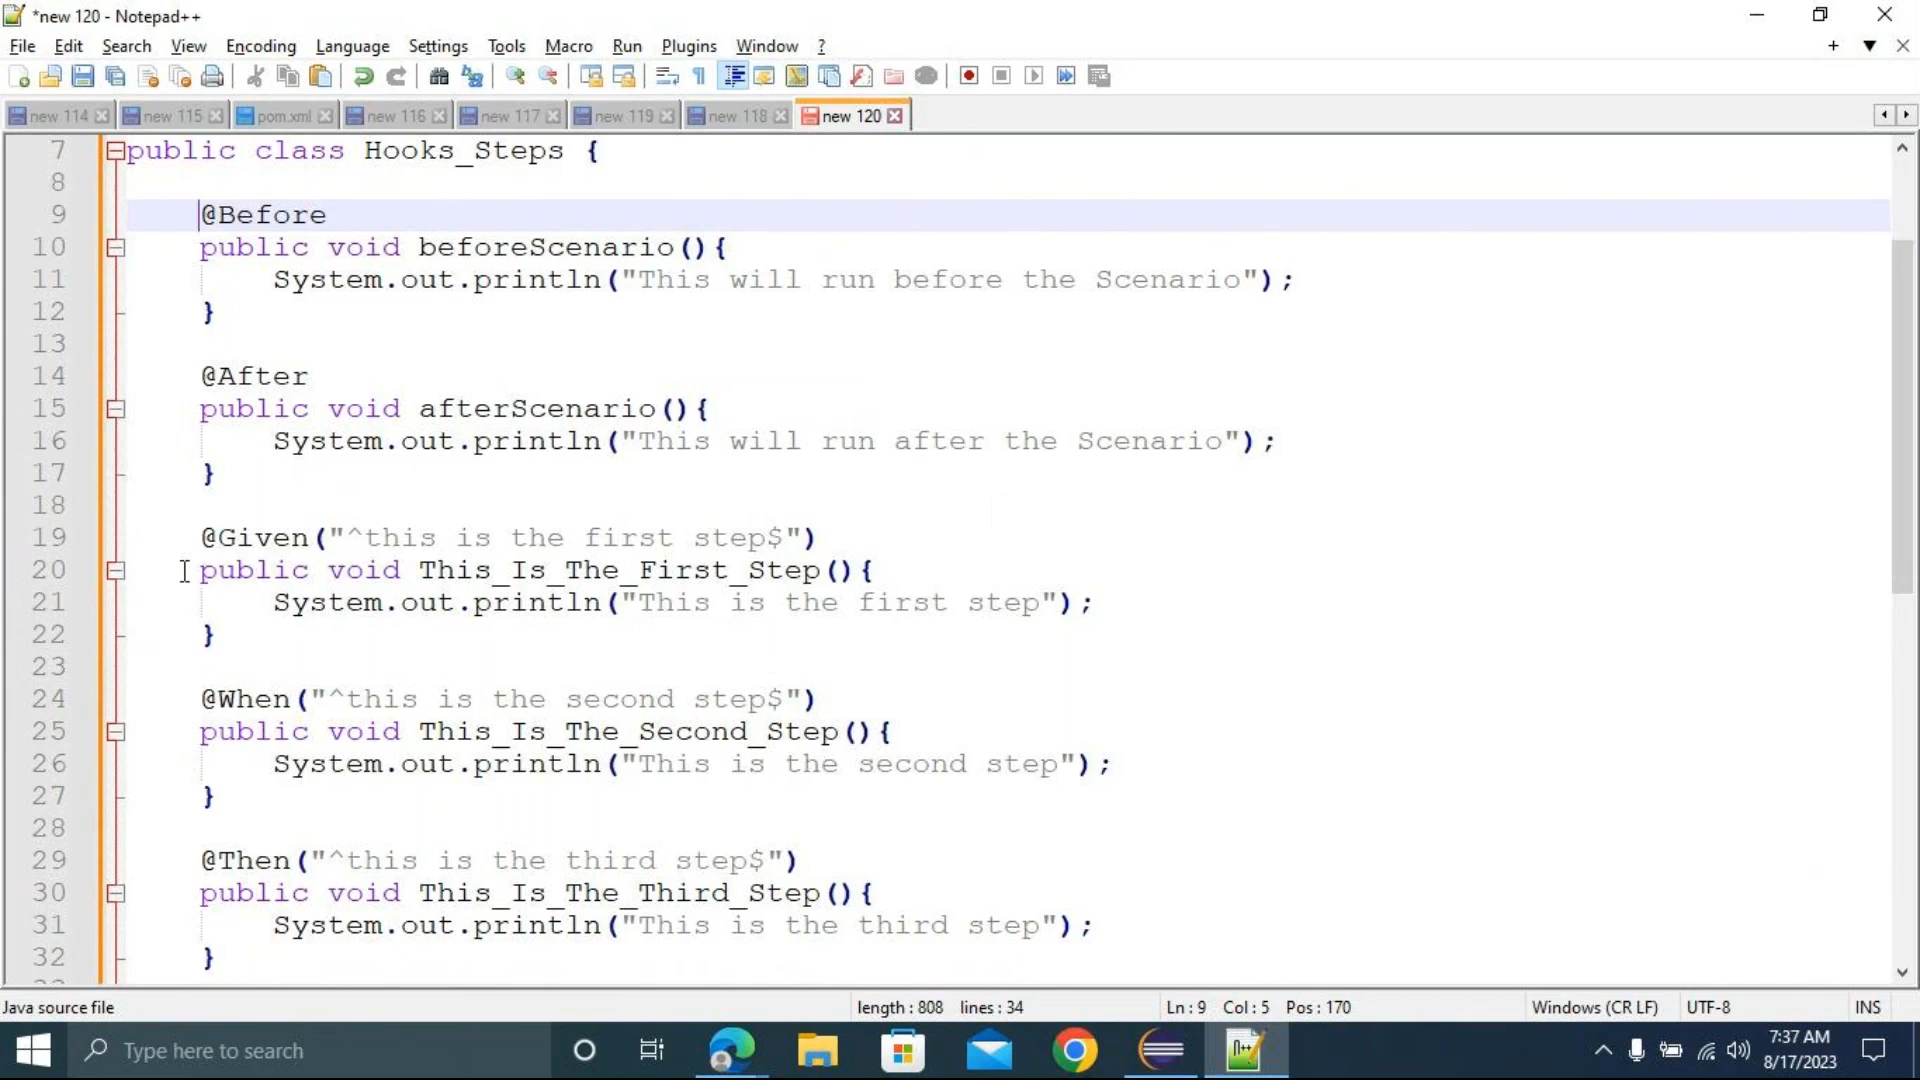 *new 120 - Notepad++
File Edit Search View Encoding Language Settings Tools Macro Run Plugins Window ?
new 114 new 115 pom.xml new 116 new 117 new 119 new 118 new 120
7 public class Hooks_Steps {
8
9 @Before
10 public void beforeScenario(){
11 System.out.println("This will run before the Scenario");
12 }
13
14 @After
15 public void afterScenario(){
16 System.out.println("This will run after the Scenario");
17 }
18
19 @Given("^this is the first step$")
20 public void This_Is_The_First_Step(){
21 System.out.println("This is the first step");
22 }
23
24 @When("^this is the second step$")
25 public void This_Is_The_Second_Step(){
26 System.out.println("This is the second step");
27 }
28
29 @Then("^this is the third step$")
30 public void This_Is_The_Third_Step(){
31 System.out.println("This is the third step");
32 }
Java source file length : 808 lines : 34 Ln : 9 Col : 5 Pos : 170 Windows (CR LF) UTF-8 INS
Type here to search
7:37 AM
8/17/2023